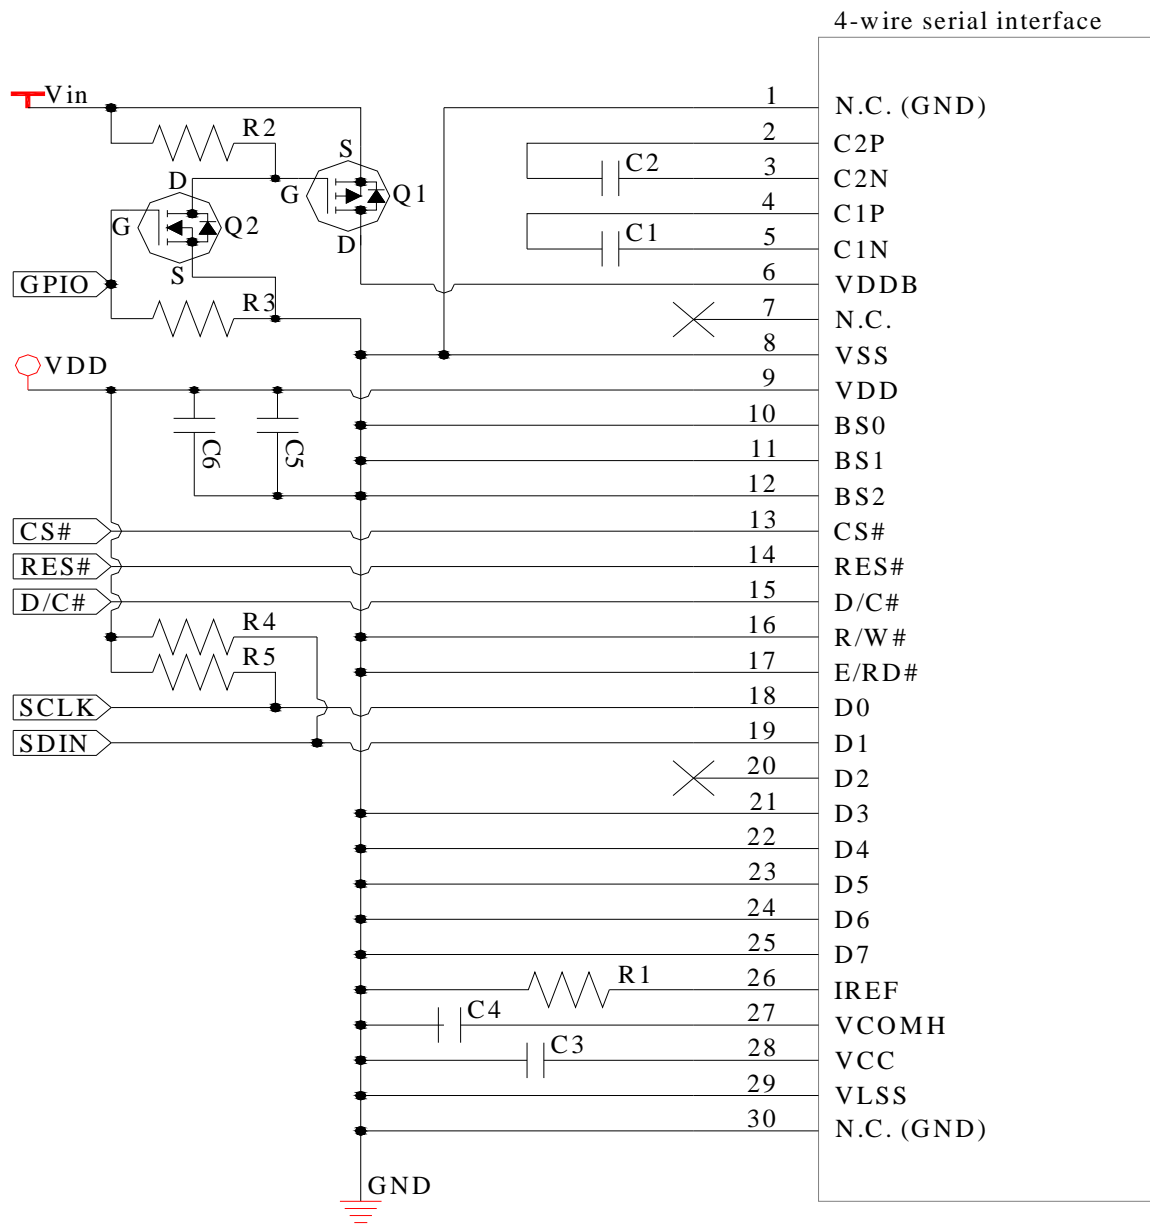 4-wire serial interface
Vin
1 N.C. (GND)
R2
2 C2P
S
C2
3 C2N
D
G
Q1
4 C1P
G
Q2
C1
5 C1N
D
S
6 VDDB
GPIO
R3
7 N.C.
8 VSS
VDD
9 VDD
10 BS0
C6
C5
11 BS1
12 BS2
CS#
13 CS#
RES#
14 RES#
D/C#
15 D/C#
R4
16 R/W#
R5
17 E/RD#
SCLK
18 D0
SDIN
19 D1
20 D2
21 D3
22 D4
23 D5
24 D6
25 D7
R1
26 IREF
C4
27 VCOMH
C3
28 VCC
29 VLSS
30 N.C. (GND)
GND